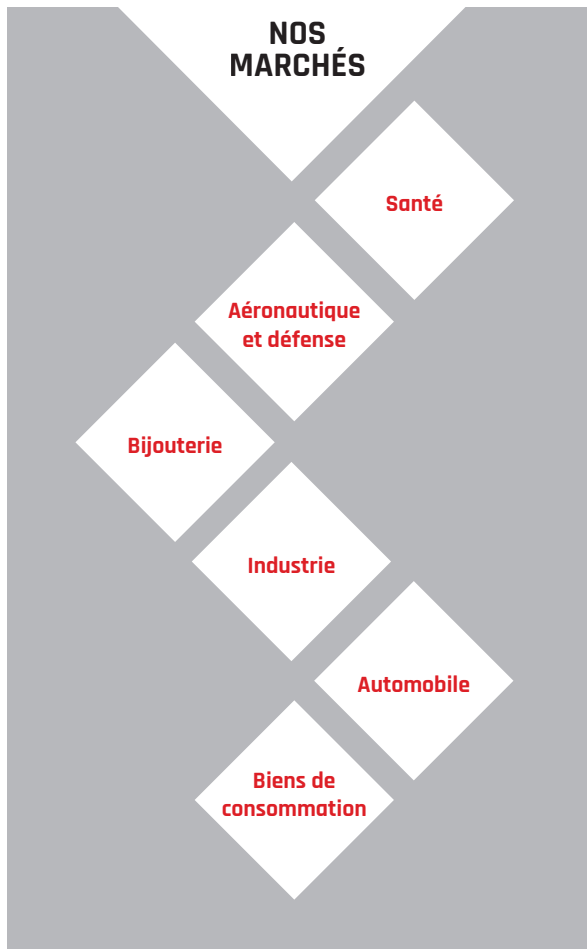 NOS
MARCHÉS
Santé
Aéronautique
et défense
Bijouterie
Industrie
Automobile
Biens de
consommation